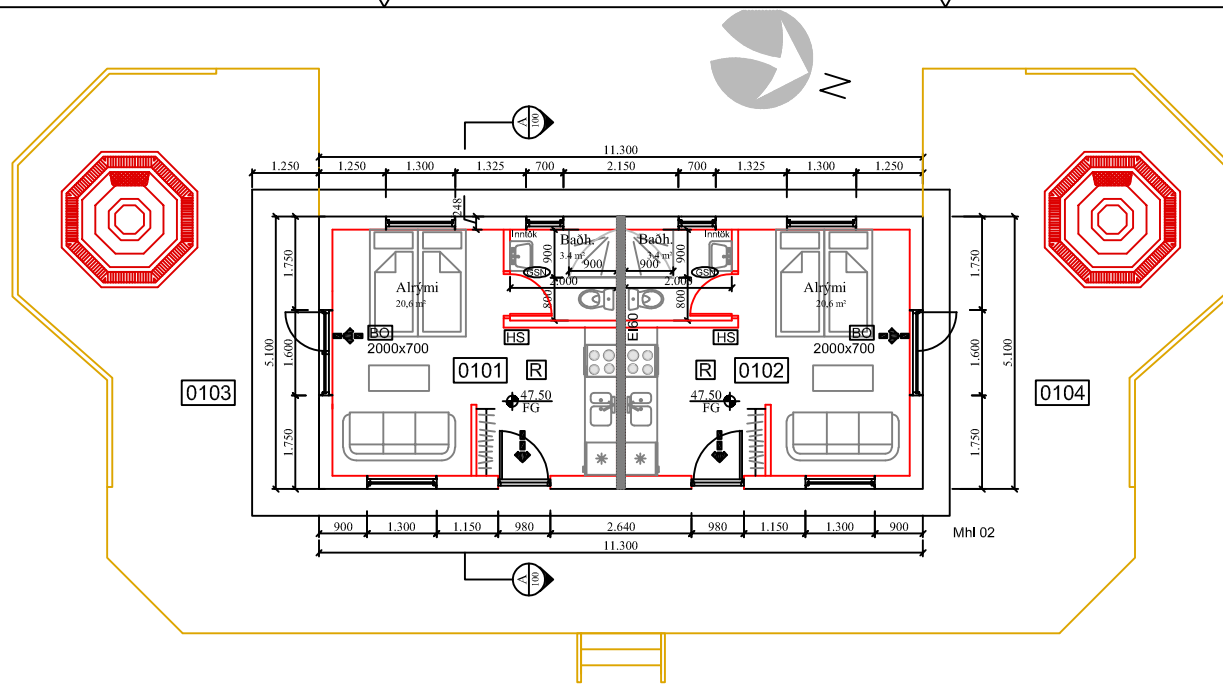 N
A
100
11.300
1.250
1.250
1.300
1.325
700
2.150
700
1.325
1.300
1.250
248
Inntök
Baðh.
3.4 m²
900
900
GSN
2.000
800
Baðh.
3.4 m²
900
900
Inntök
GSN
2.000
800
Alrými
20,6 m²
Alrými
20,6 m²
1.750
1.600
1.750
5.100
1.750
1.600
1.750
5.100
BO
2000x700
HS
EI60
HS
BO
2000x700
0101
R
R
0102
0103
0104
47.50
FG
47.50
FG
900
1.300
1.150
980
2.640
980
1.150
1.300
900
11.300
Mhl 02
A
100